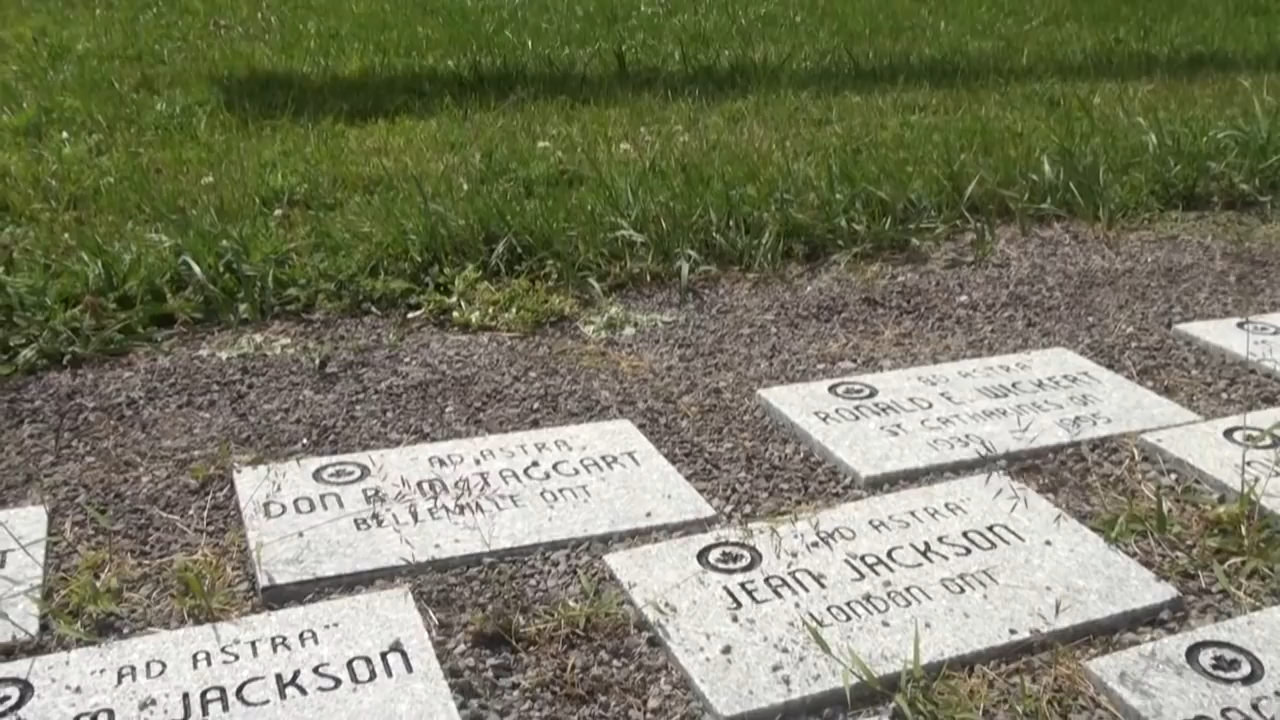 "AD ASTRA"
RONALD E. WICKERT
ST CATHARINES ON
1939 1995
"AD ASTRA"
DON R. McTAGGART
BELLEVILLE ONT
"AD ASTRA"
JEAN JACKSON
LONDON ONT
"AD ASTRA"
M. JACKSON